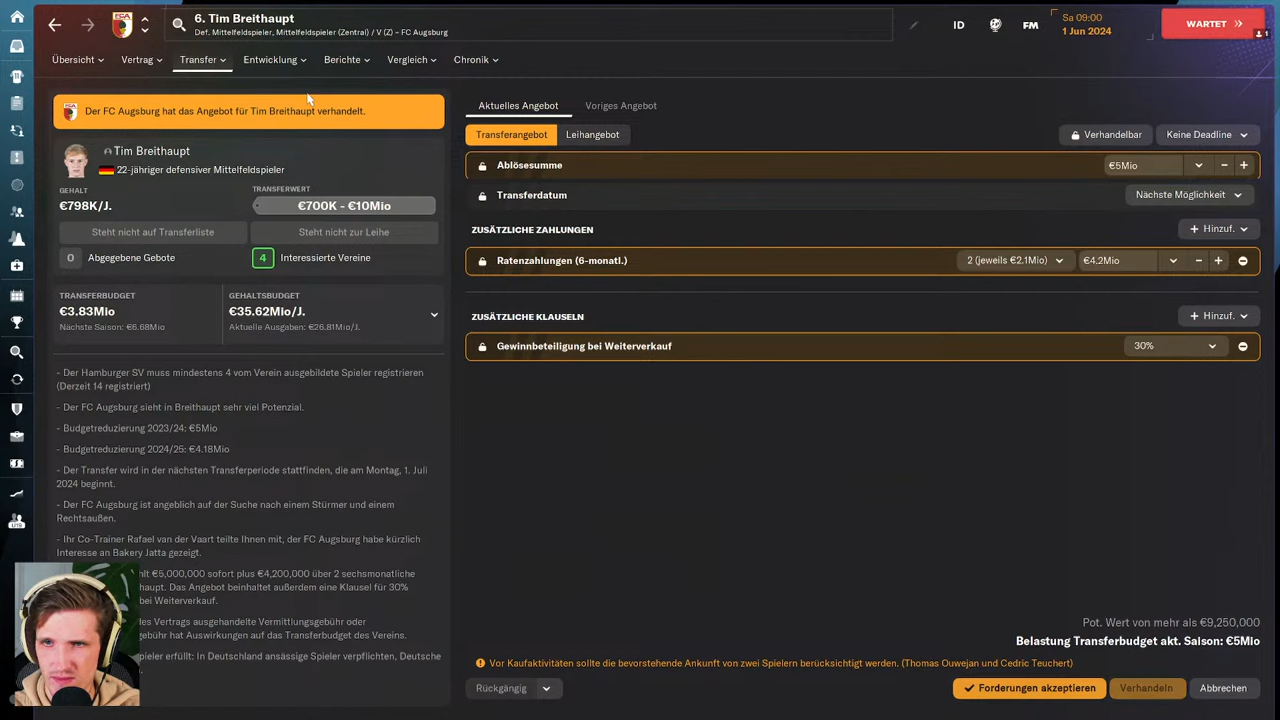 6. Tim Breithaupt
Def. Mittelfeldspieler, Mittelfeldspieler (Zentral) / V (Z) – FC Augsburg
ID
FM
Sa 09:00
1 Jun 2024
WARTET
1
Übersicht
Vertrag
Transfer
Entwicklung
Berichte
Vergleich
Chronik
Der FC Augsburg hat das Angebot für Tim Breithaupt verhandelt.
Tim Breithaupt
22-jähriger defensiver Mittelfeldspieler
GEHALT
TRANSFERWERT
€798K/J.
€700K - €10Mio
Steht nicht auf Transferliste
Steht nicht zur Leihe
0 Abgegebene Gebote
4 Interessierte Vereine
TRANSFERBUDGET
GEHALTSBUDGET
€3.83Mio
€35.62Mio/J.
Nächste Saison: €6.68Mio
Aktuelle Ausgaben: €26.81Mio/J.
- Der Hamburger SV muss mindestens 4 vom Verein ausgebildete Spieler registrieren
(Derzeit 14 registriert)
- Der FC Augsburg sieht in Breithaupt sehr viel Potenzial.
- Budgetreduzierung 2023/24: €5Mio
- Budgetreduzierung 2024/25: €4.18Mio
- Der Transfer wird in der nächsten Transferperiode stattfinden, die am Montag, 1. Juli
2024 beginnt.
- Der FC Augsburg ist angeblich auf der Suche nach einem Stürmer und einem
Rechtsaußen.
- Ihr Co-Trainer Rafael van der Vaart teilte Ihnen mit, der FC Augsburg habe kürzlich
Interesse an Bakery Jatta gezeigt.
hlt €5,000,000 sofort plus €4,200,000 über 2 sechsmonatliche
haupt. Das Angebot beinhaltet außerdem eine Klausel für 30%
bei Weiterverkauf.
des Vertrags ausgehandelte Vermittlungsgebühr oder
gebühr hat Auswirkungen auf das Transferbudget des Vereins.
pieler erfüllt: In Deutschland ansässige Spieler verpflichten, Deutsche
Aktuelles Angebot
Voriges Angebot
Transferangebot
Leihangebot
Verhandelbar
Keine Deadline
Ablösesumme
€5Mio
Transferdatum
Nächste Möglichkeit
ZUSÄTZLICHE ZAHLUNGEN
+ Hinzuf.
Ratenzahlungen (6-monatl.)
2 (jeweils €2.1Mio)
€4.2Mio
ZUSÄTZLICHE KLAUSELN
+ Hinzuf.
Gewinnbeteiligung bei Weiterverkauf
30%
Pot. Wert von mehr als €9,250,000
Belastung Transferbudget akt. Saison: €5Mio
Vor Kaufaktivitäten sollte die bevorstehende Ankunft von zwei Spielern berücksichtigt werden. (Thomas Ouwejan und Cedric Teuchert)
Rückgängig
Forderungen akzeptieren
Verhandeln
Abbrechen